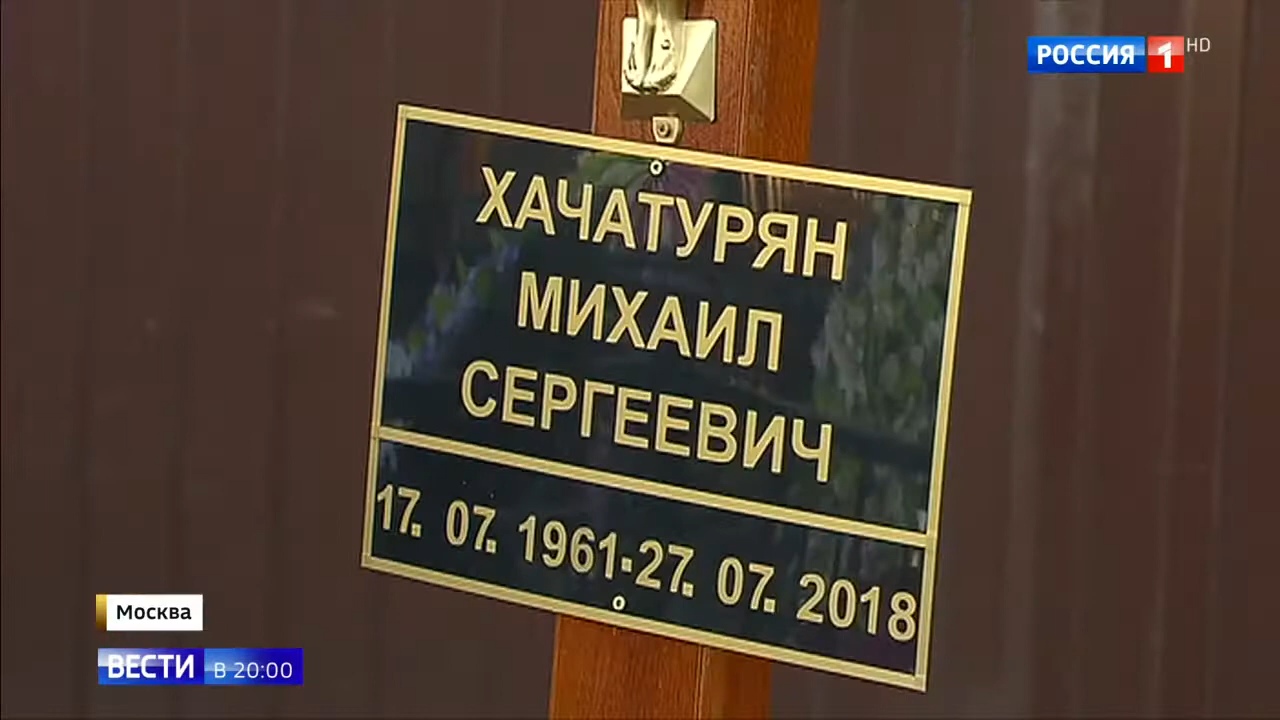 РОССИЯ 1 HD
ХАЧАТУРЯН
МИХАИЛ
СЕРГЕЕВИЧ
17. 07. 1961-27. 07. 2018
Москва
ВЕСТИ В 20:00